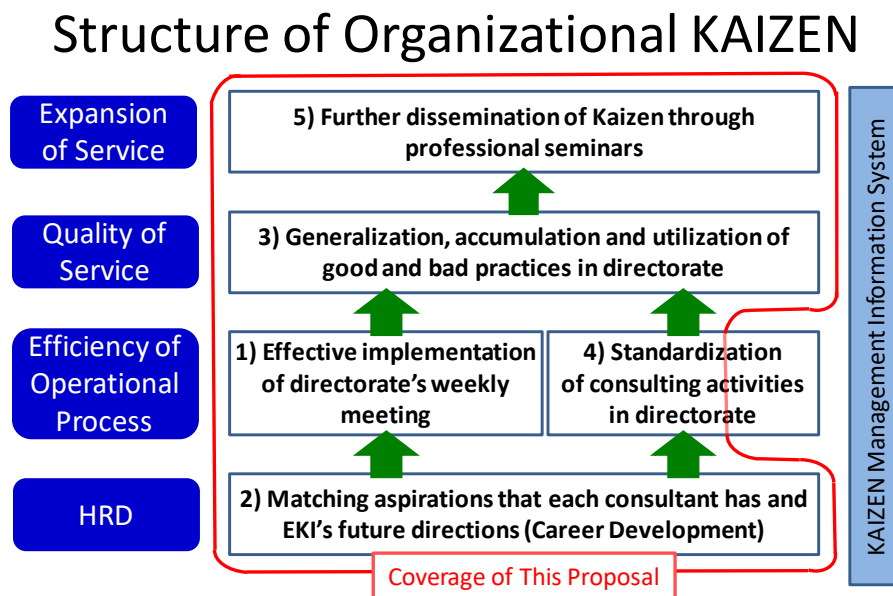 Structure of Organizational KAIZEN
Expansion
of Service
5) Further dissemination of Kaizen through
professional seminars
Quality of
Service
3) Generalization, accumulation and utilization of
good and bad practices in directorate
Efficiency of
Operational
Process
1) Effective implementation
of directorate's weekly
meeting
4) Standardization
of consulting activities
in directorate
HRD
2) Matching aspirations that each consultant has and
EKI's future directions (Career Development)
Coverage of This Proposal
KAIZEN Management Information System